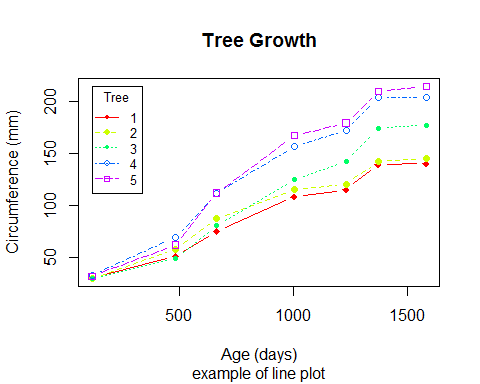 Tree Growth
Circumference (mm)
200
150
100
50
Tree
1
2
3
4
5
500
1000
1500
Age (days)
example of line plot